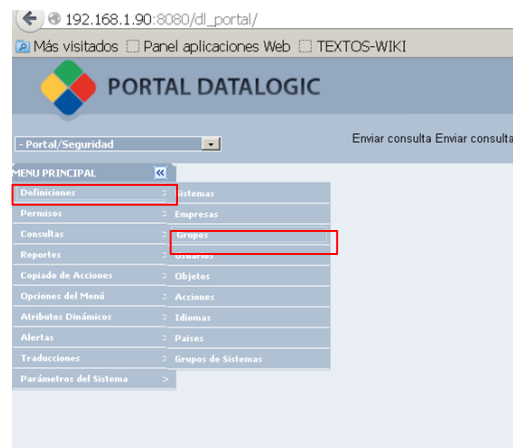 192.168.1.90:8080/dl_portal/
Más visitados Panel aplicaciones Web TEXTOS-WIKI
PORTAL DATALOGIC
- Portal/Seguridad
Enviar consulta Enviar consulta
MENU PRINCIPAL «
Definiciones > Sistemas
Permisos > Empresas
Consultas > Grupos
Reportes > Usuarios
Copiado de Acciones > Objetos
Opciones del Menú > Acciones
Atributos Dinámicos > Idiomas
Alertas > Paises
Traducciones > Grupos de Sistemas
Parámetros del Sistema >